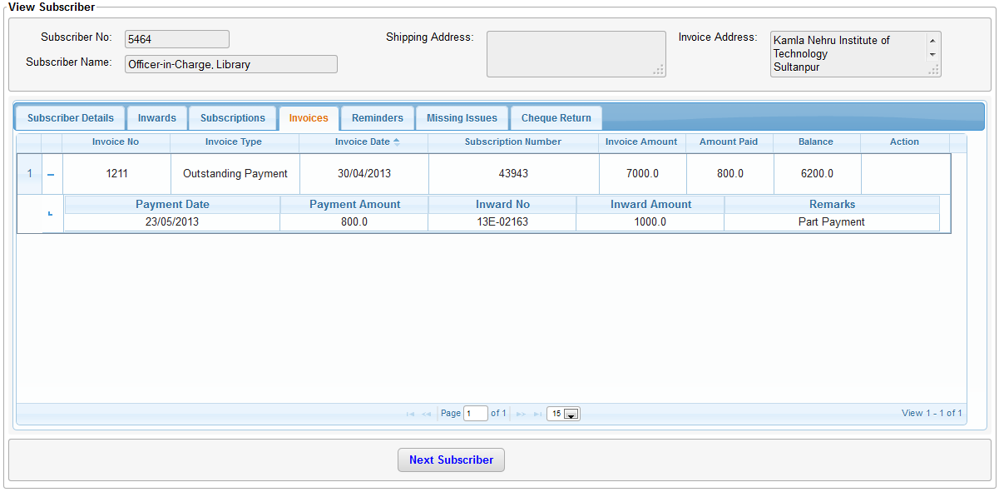 View Subscriber
Subscriber No: 5464 Shipping Address: Invoice Address: Kamla Nehru Institute of
Technology
Sultanpur
Subscriber Name: Officer-in-Charge, Library
Subscriber Details Inwards Subscriptions Invoices Reminders Missing Issues Cheque Return
Invoice No Invoice Type Invoice Date Subscription Number Invoice Amount Amount Paid Balance Action
1 1211 Outstanding Payment 30/04/2013 43943 7000.0 800.0 6200.0
Payment Date Payment Amount Inward No Inward Amount Remarks
23/05/2013 800.0 13E-02163 1000.0 Part Payment
Page 1 of 1 15 View 1 - 1 of 1
Next Subscriber